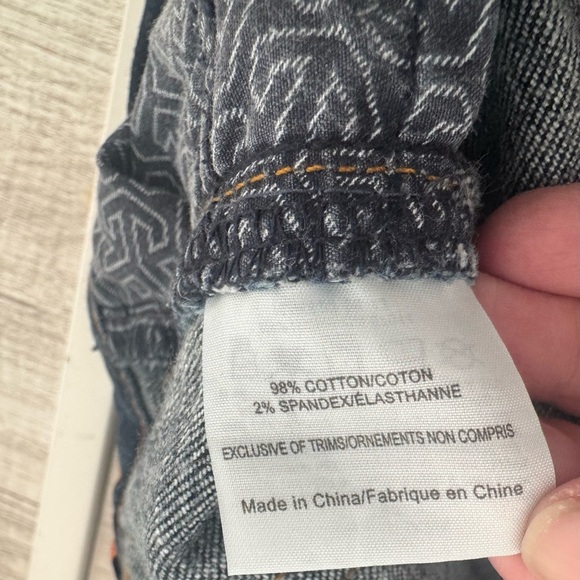 98% COTTON/COTON
2% SPANDEX/ÉLASTHANNE
EXCLUSIVE OF TRIMS/ORNEMENTS NON COMPRIS
Made in China/Fabrique en Chine